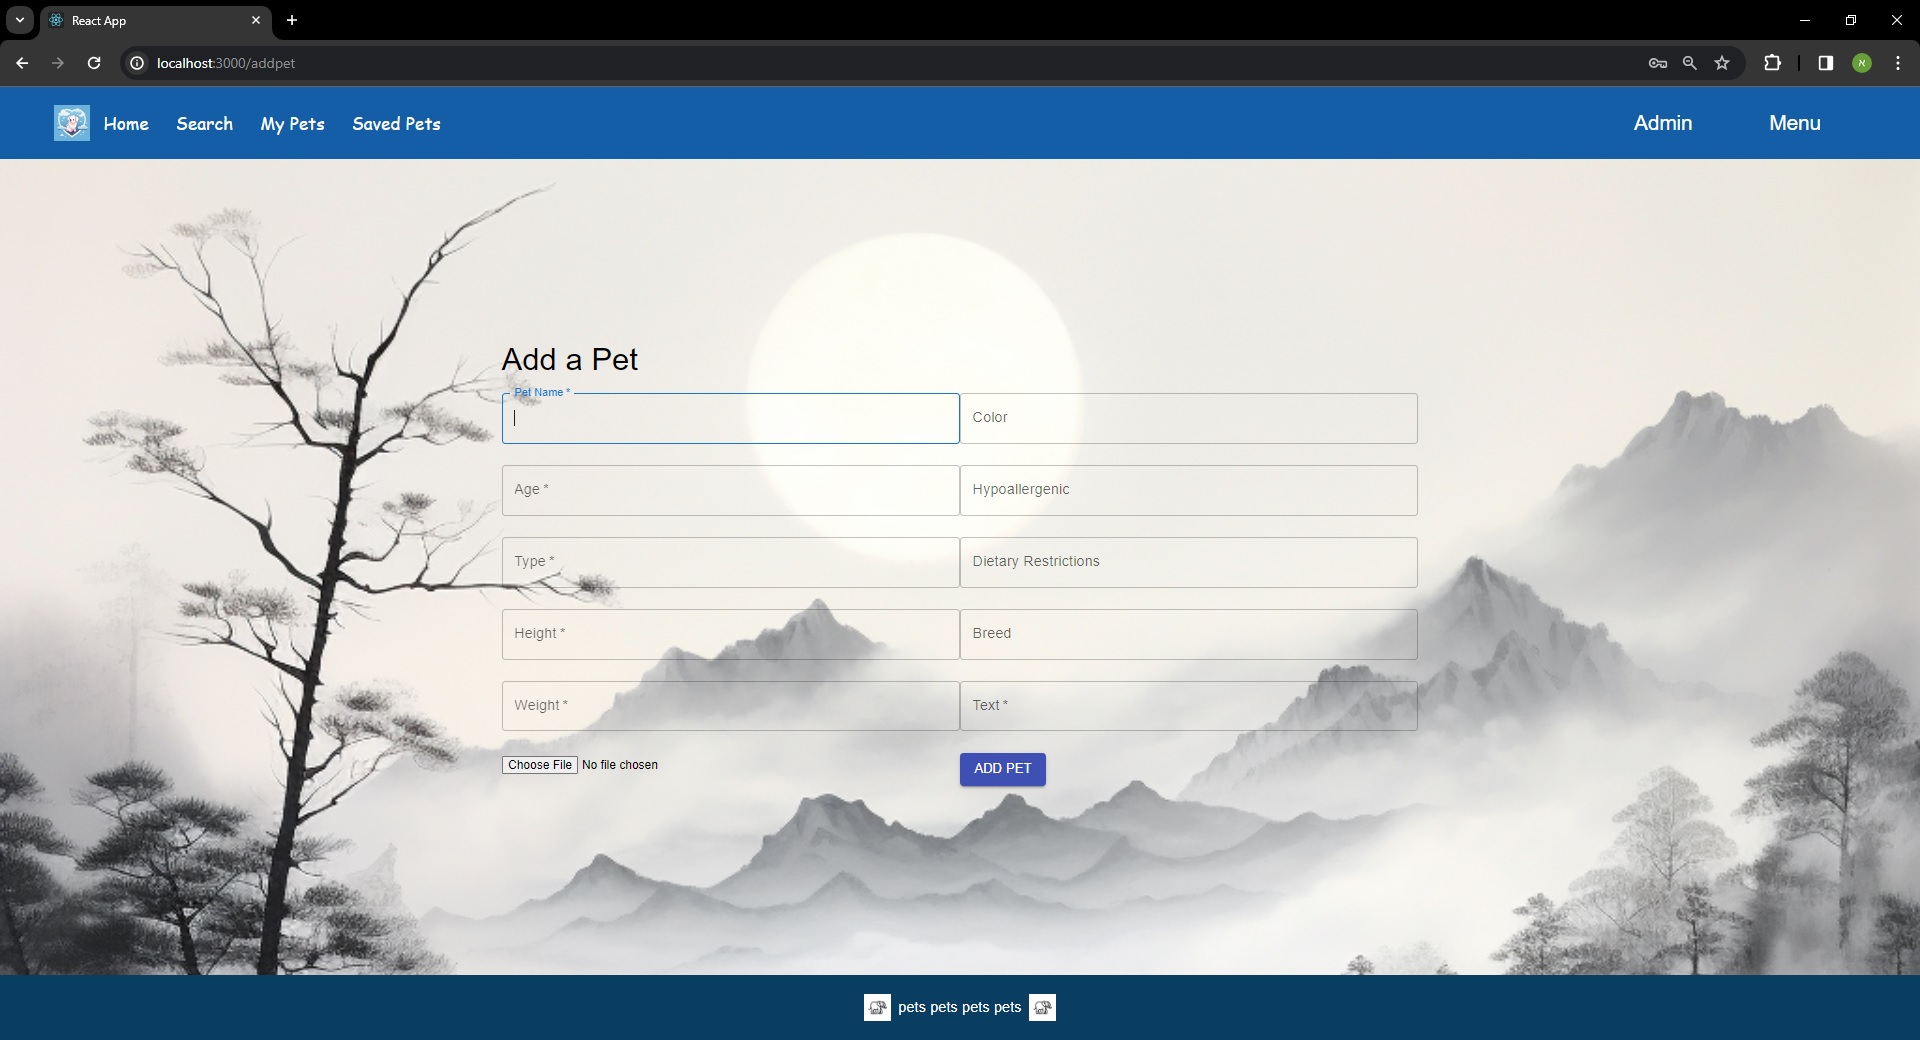 React App
localhost:3000/addpet
א
Home Search My Pets Saved Pets Admin Menu
Add a Pet
Pet Name *
Color
Age *
Hypoallergenic
Type *
Dietary Restrictions
Height *
Breed
Weight *
Text *
Choose File No file chosen
ADD PET
pets pets pets pets